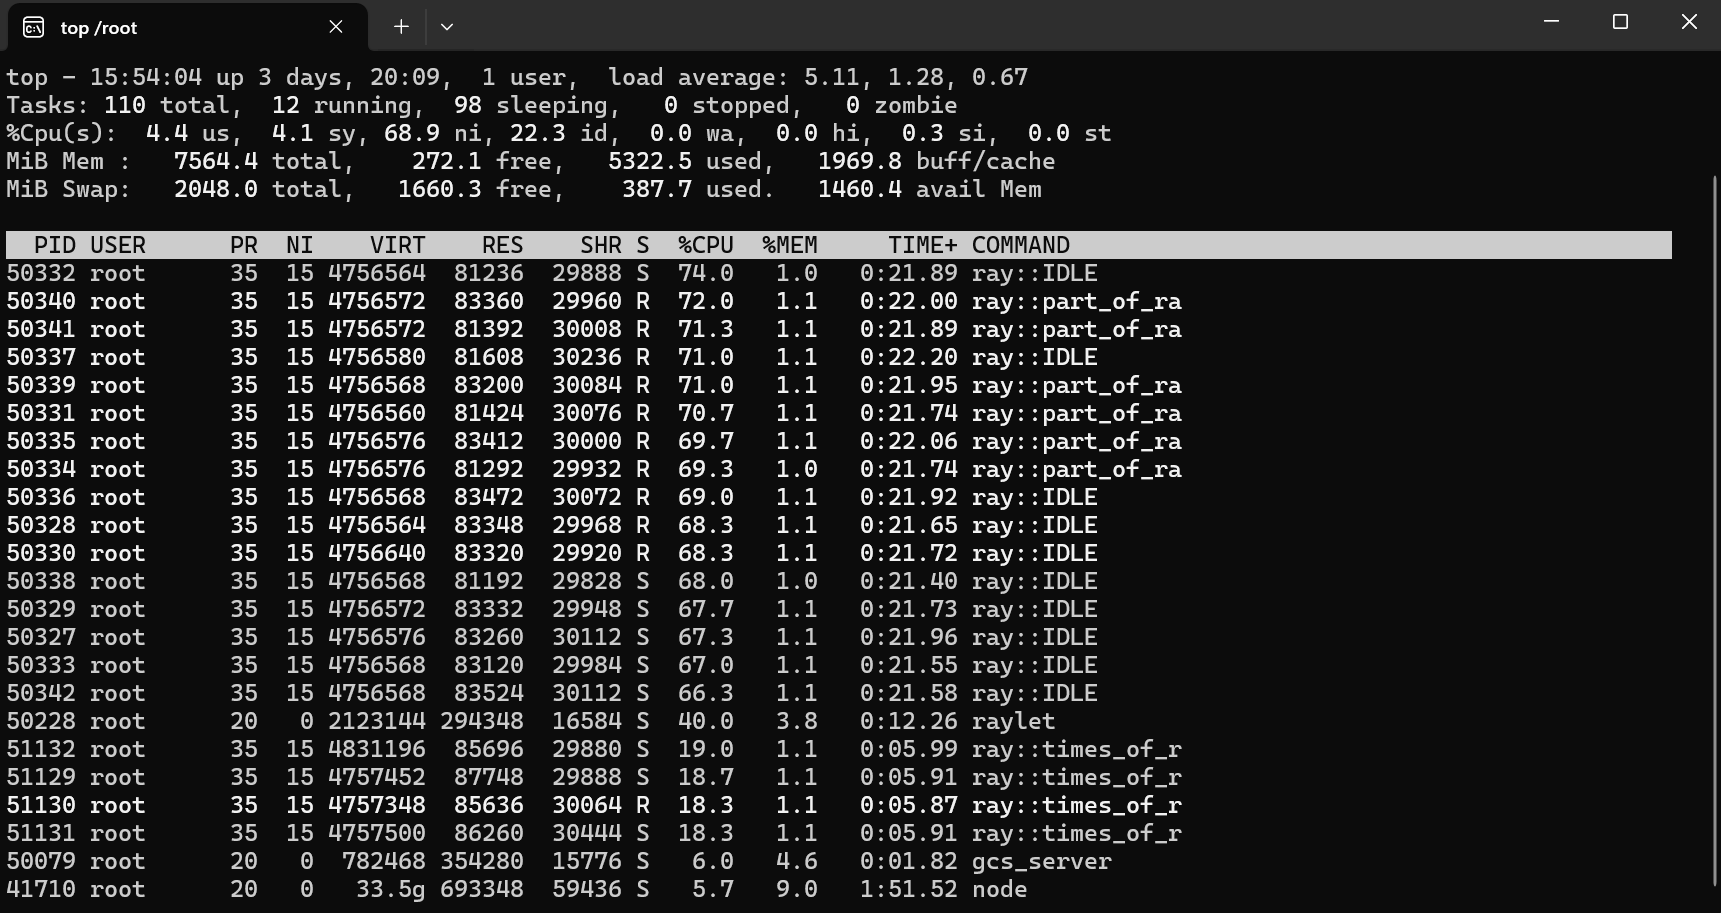 top /root
top - 15:54:04 up 3 days, 20:09,  1 user,  load average: 5.11, 1.28, 0.67
Tasks: 110 total,  12 running,  98 sleeping,   0 stopped,   0 zombie
%Cpu(s):  4.4 us,  4.1 sy, 68.9 ni, 22.3 id,  0.0 wa,  0.0 hi,  0.3 si,  0.0 st
MiB Mem :   7564.4 total,    272.1 free,   5322.5 used,   1969.8 buff/cache
MiB Swap:   2048.0 total,   1660.3 free,    387.7 used.   1460.4 avail Mem
  PID USER      PR  NI    VIRT    RES    SHR S  %CPU  %MEM     TIME+ COMMAND
50332 root      35  15 4756564  81236  29888 S  74.0   1.0   0:21.89 ray::IDLE
50340 root      35  15 4756572  83360  29960 R  72.0   1.1   0:22.00 ray::part_of_ra
50341 root      35  15 4756572  81392  30008 R  71.3   1.1   0:21.89 ray::part_of_ra
50337 root      35  15 4756580  81608  30236 R  71.0   1.1   0:22.20 ray::IDLE
50339 root      35  15 4756568  83200  30084 R  71.0   1.1   0:21.95 ray::part_of_ra
50331 root      35  15 4756560  81424  30076 R  70.7   1.1   0:21.74 ray::part_of_ra
50335 root      35  15 4756576  83412  30000 R  69.7   1.1   0:22.06 ray::part_of_ra
50334 root      35  15 4756576  81292  29932 R  69.3   1.0   0:21.74 ray::part_of_ra
50336 root      35  15 4756568  83472  30072 R  69.0   1.1   0:21.92 ray::IDLE
50328 root      35  15 4756564  83348  29968 R  68.3   1.1   0:21.65 ray::IDLE
50330 root      35  15 4756640  83320  29920 R  68.3   1.1   0:21.72 ray::IDLE
50338 root      35  15 4756568  81192  29828 S  68.0   1.0   0:21.40 ray::IDLE
50329 root      35  15 4756572  83332  29948 S  67.7   1.1   0:21.73 ray::IDLE
50327 root      35  15 4756576  83260  30112 S  67.3   1.1   0:21.96 ray::IDLE
50333 root      35  15 4756568  83120  29984 S  67.0   1.1   0:21.55 ray::IDLE
50342 root      35  15 4756568  83524  30112 S  66.3   1.1   0:21.58 ray::IDLE
50228 root      20   0 2123144 294348  16584 S  40.0   3.8   0:12.26 raylet
51132 root      35  15 4831196  85696  29880 S  19.0   1.1   0:05.99 ray::times_of_r
51129 root      35  15 4757452  87748  29888 S  18.7   1.1   0:05.91 ray::times_of_r
51130 root      35  15 4757348  85636  30064 R  18.3   1.1   0:05.87 ray::times_of_r
51131 root      35  15 4757500  86260  30444 S  18.3   1.1   0:05.91 ray::times_of_r
50079 root      20   0  782468 354280  15776 S   6.0   4.6   0:01.82 gcs_server
41710 root      20   0   33.5g 693348  59436 S   5.7   9.0   1:51.52 node